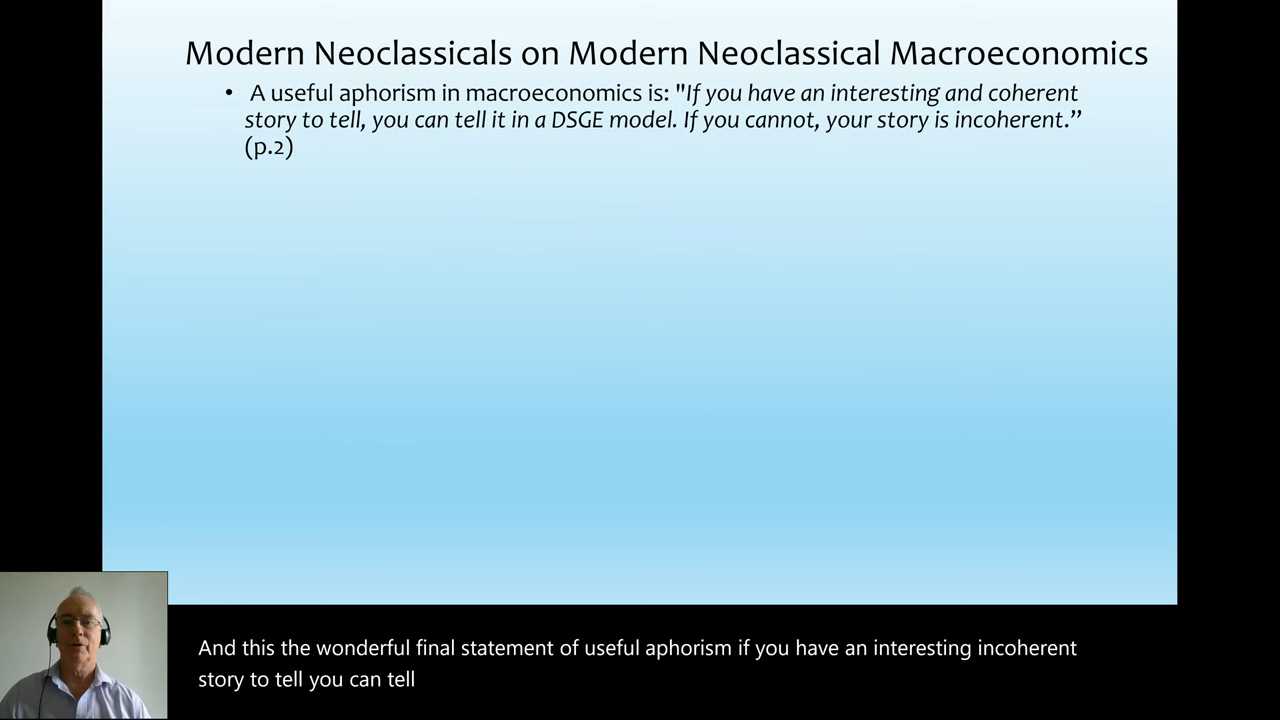 Modern Neoclassicals on Modern Neoclassical Macroeconomics
• A useful aphorism in macroeconomics is: "If you have an interesting and coherent
story to tell, you can tell it in a DSGE model. If you cannot, your story is incoherent.”
(p.2)
And this the wonderful final statement of useful aphorism if you have an interesting incoherent
story to tell you can tell